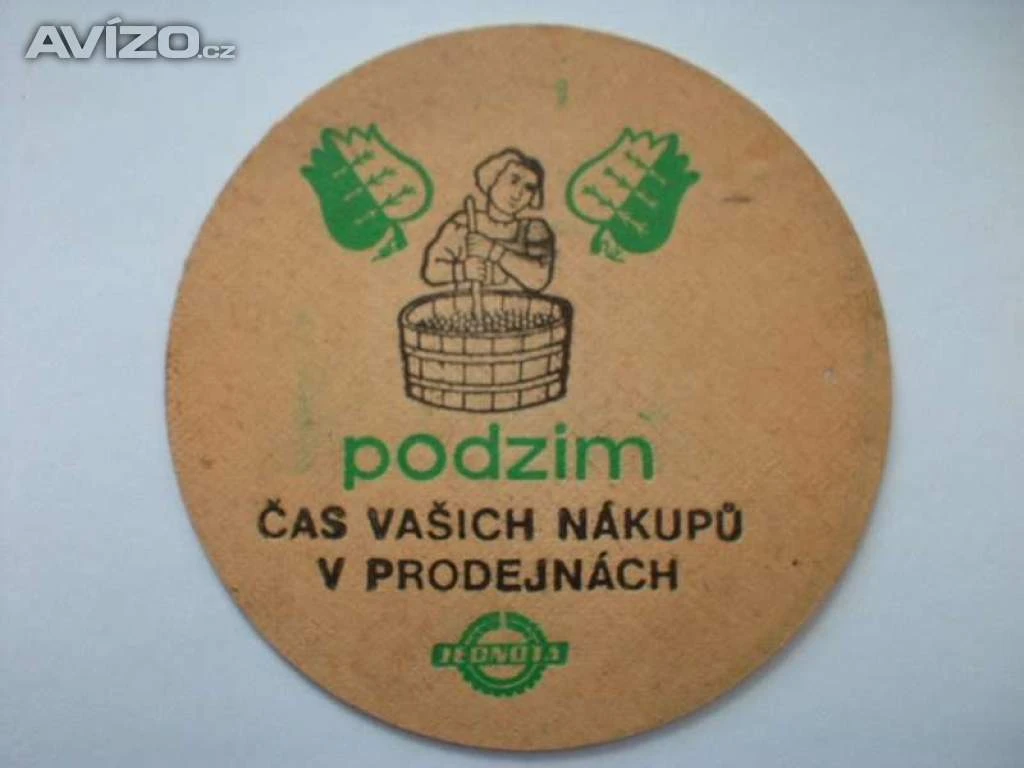 AVÍZO.cz
podzim
ČAS VAŠICH NÁKUPŮ
V PRODEJNÁCH
JEDNOTA